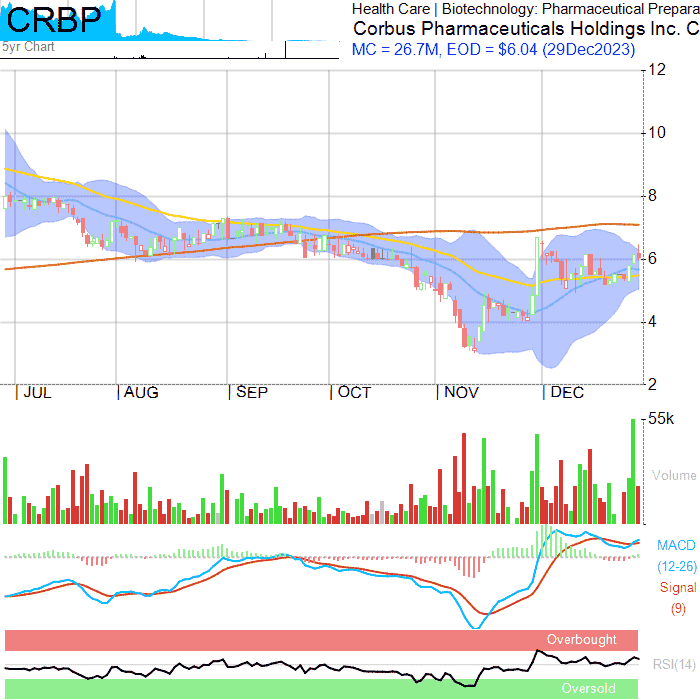 CRBP
Health Care | Biotechnology: Pharmaceutical Prepara
Corbus Pharmaceuticals Holdings Inc. C
MC = 26.7M, EOD = $6.04 (29Dec2023)
5yr Chart
12
10
8
6
4
2
JUL AUG SEP OCT NOV DEC
55k
Volume
MACD
(12-26)
Signal
(9)
Overbought
RSI(14)
Oversold